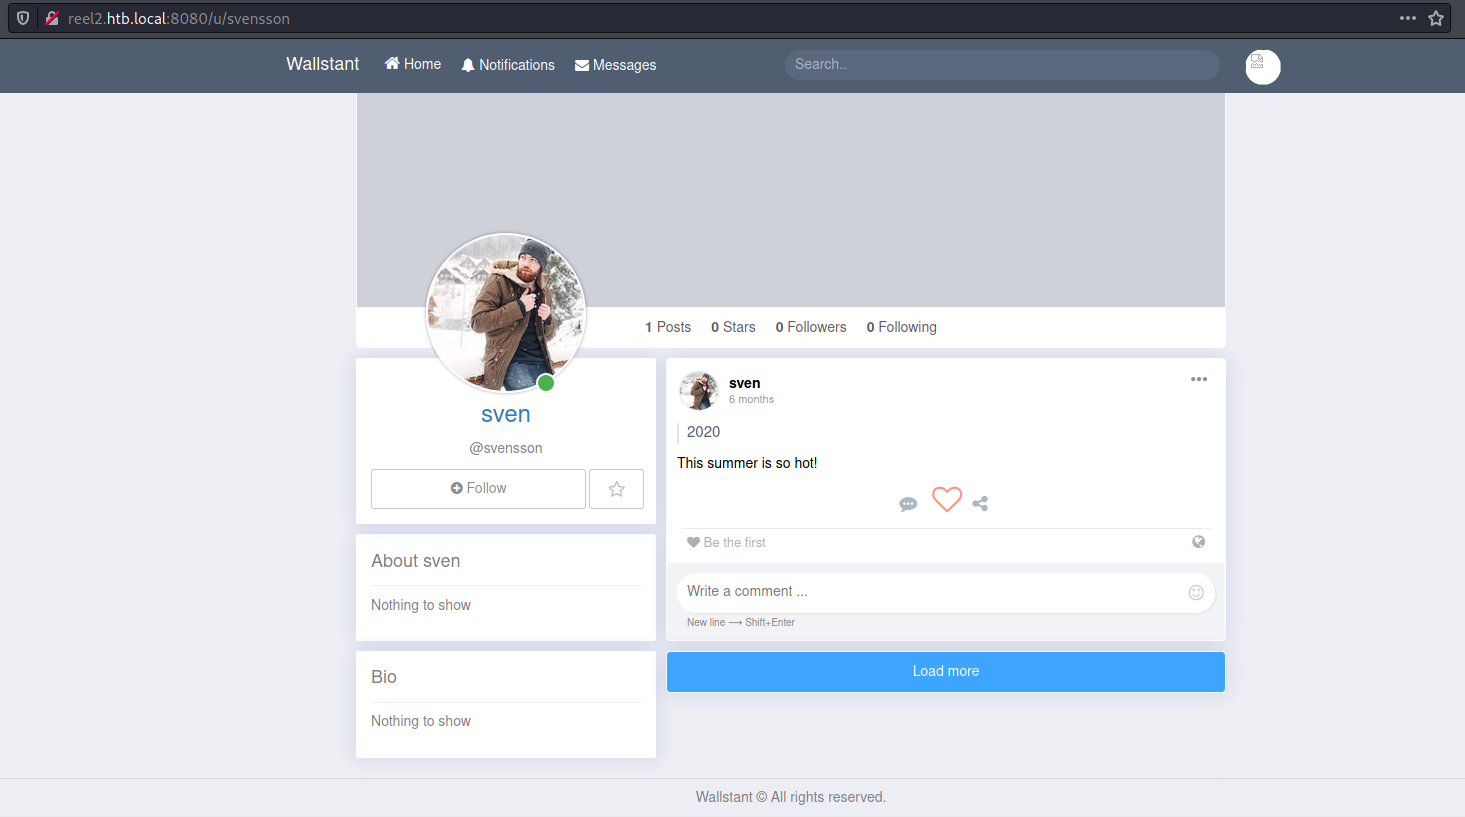 reel2.htb.local:8080/u/svensson
Wallstant Home Notifications Messages Search..
1 Posts 0 Stars 0 Followers 0 Following
sven
@svensson
Follow
About sven
Nothing to show
Bio
Nothing to show
sven
6 months
2020
This summer is so hot!
Be the first
Write a comment ...
New line ⟶ Shift+Enter
Load more
Wallstant © All rights reserved.